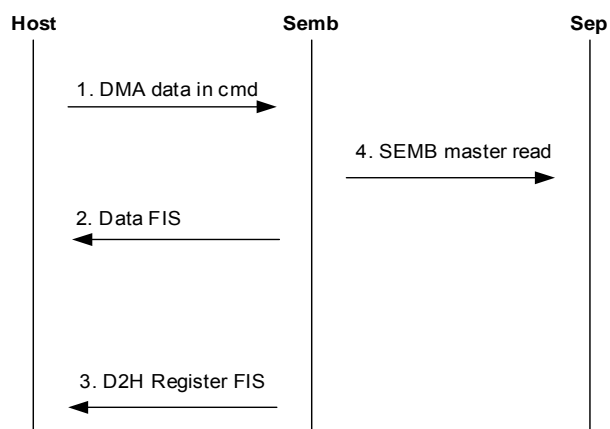 Host Semb Sep
1. DMA data in cmd
4. SEMB master read
2. Data FIS
3. D2H Register FIS